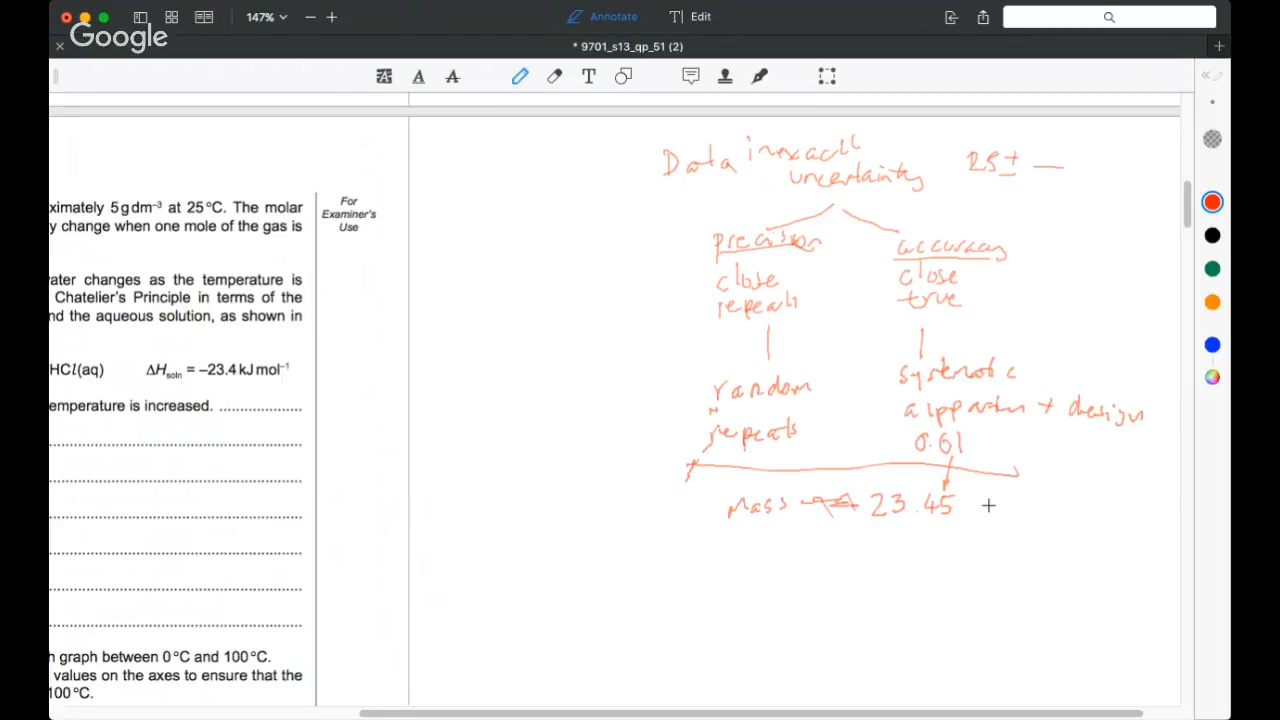 147%
Annotate
T Edit
Google
* 9701_s13_qp_51 (2)
For
Examiner's
Use
ximately 5 g dm⁻³ at 25 °C. The molar
y change when one mole of the gas is
ater changes as the temperature is
Chatelier's Principle in terms of the
nd the aqueous solution, as shown in
HCl(aq) ΔHsoln = –23.4 kJ mol⁻¹
emperature is increased. ....................
h graph between 0 °C and 100 °C.
values on the axes to ensure that the
100 °C.
Data inexact
uncertainty 25 ±
precision
close
repeats
random
repeats
accuracy
close
true
systematic
apparatus + design
0.01
Mass 23.45